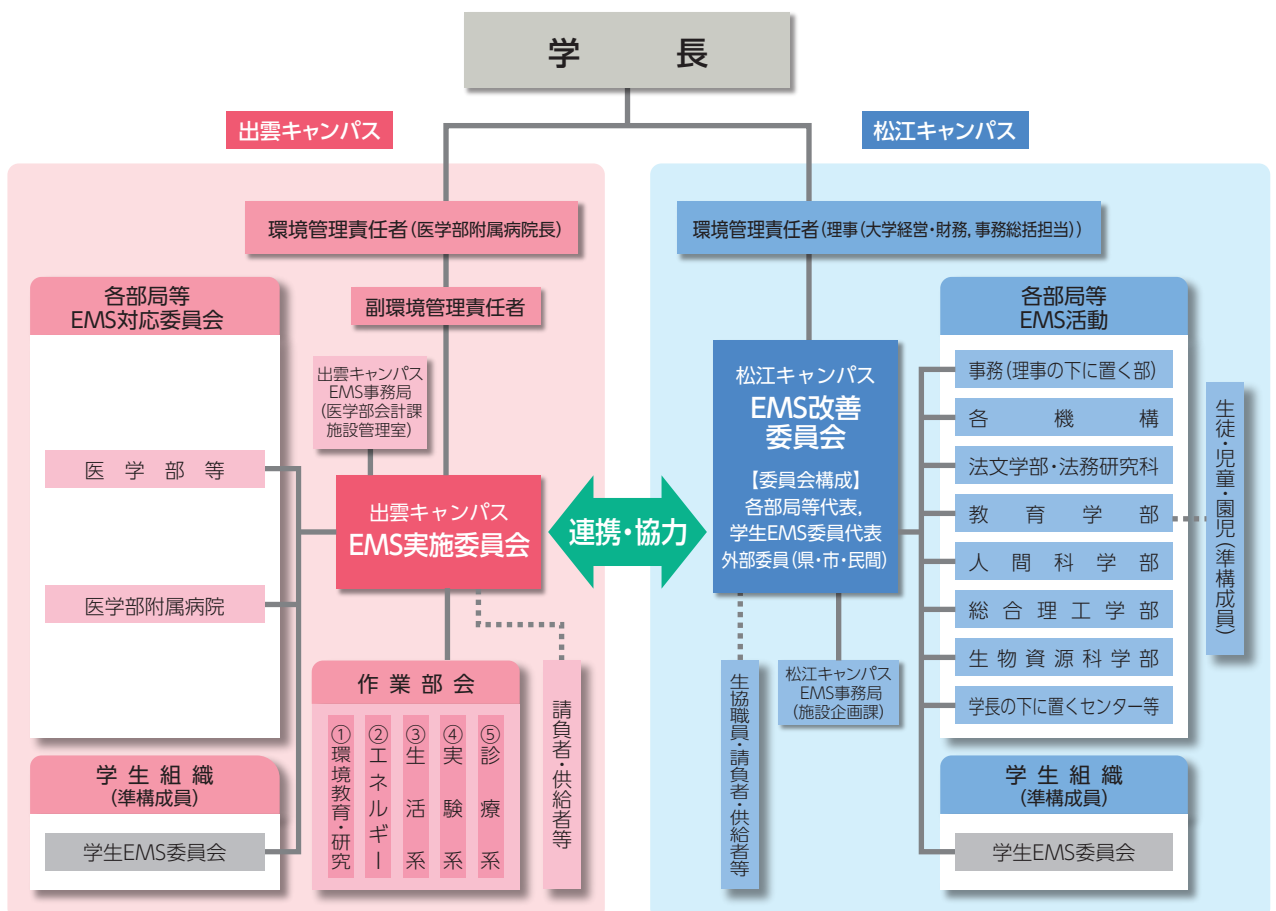 学長
出雲キャンパス
環境管理責任者(医学部附属病院長)
副環境管理責任者
各部局等
EMS対応委員会
医学部等
医学部附属病院
出雲キャンパス
EMS事務局
(医学部会計課
施設管理室)
出雲キャンパス
EMS実施委員会
作業部会
①環境教育・研究
②エネルギー
③生活系
④実験系
⑤診療系
請負者・供給者等
学生組織
(準構成員)
学生EMS委員会
連携・協力
松江キャンパス
環境管理責任者(理事(大学経営・財務,事務総括担当))
松江キャンパス
EMS改善
委員会
【委員会構成】
各部局等代表,
学生EMS委員代表
外部委員(県・市・民間)
生協職員・請負者・供給者等
松江キャンパス
EMS事務局
(施設企画課)
各部局等
EMS活動
事務(理事の下に置く部)
各機構
法文学部・法務研究科
教育学部
人間科学部
総合理工学部
生物資源科学部
学長の下に置くセンター等
生徒・児童・園児(準構成員)
学生組織
(準構成員)
学生EMS委員会